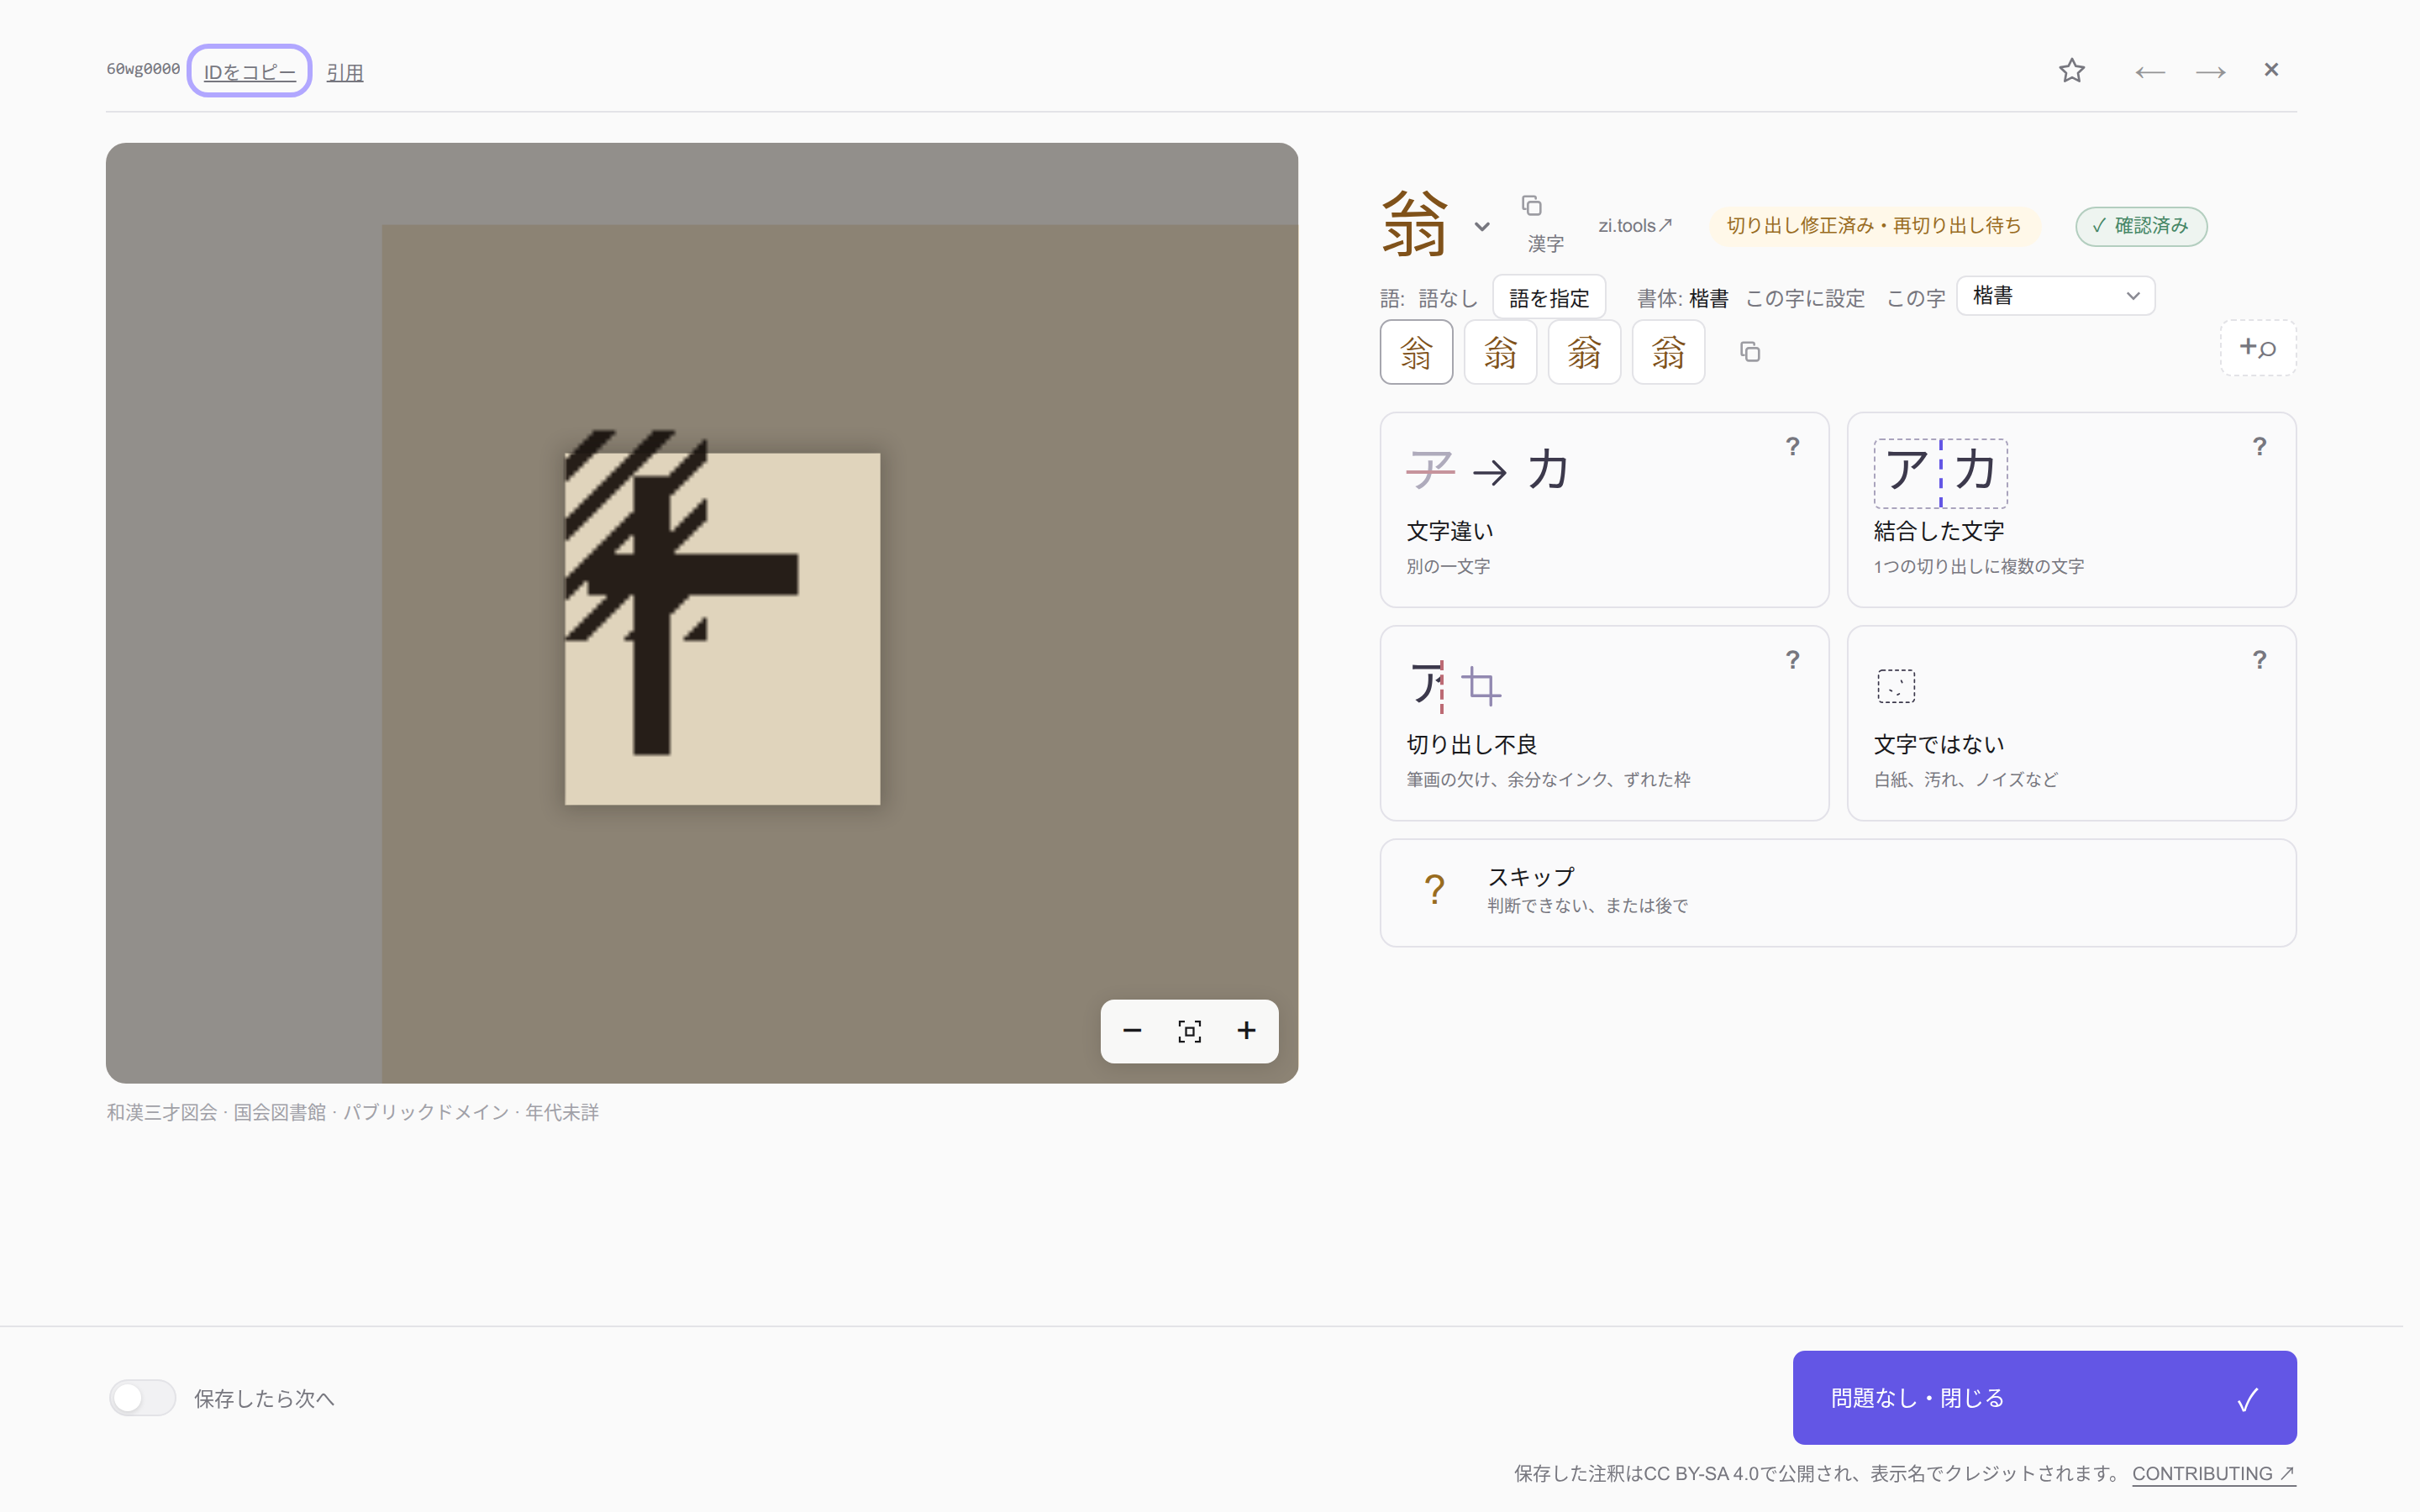 60wg0000 IDをコピー 引用
翁 漢字 zi.tools↗ 切り出し修正済み・再切り出し待ち ✓ 確認済み
語: 語なし 語を指定 書体: 楷書 この字に設定 この字 楷書
翁 翁 翁 翁
ア → カ ?
文字違い
別の一文字
ア カ ?
結合した文字
1つの切り出しに複数の文字
ア ?
切り出し不良
筆画の欠け、余分なインク、ずれた枠
?
文字ではない
白紙、汚れ、ノイズなど
? スキップ
判断できない、または後で
和漢三才図会 · 国会図書館 · パブリックドメイン · 年代未詳
保存したら次へ
問題なし・閉じる ✓
保存した注釈はCC BY-SA 4.0で公開され、表示名でクレジットされます。 CONTRIBUTING ↗